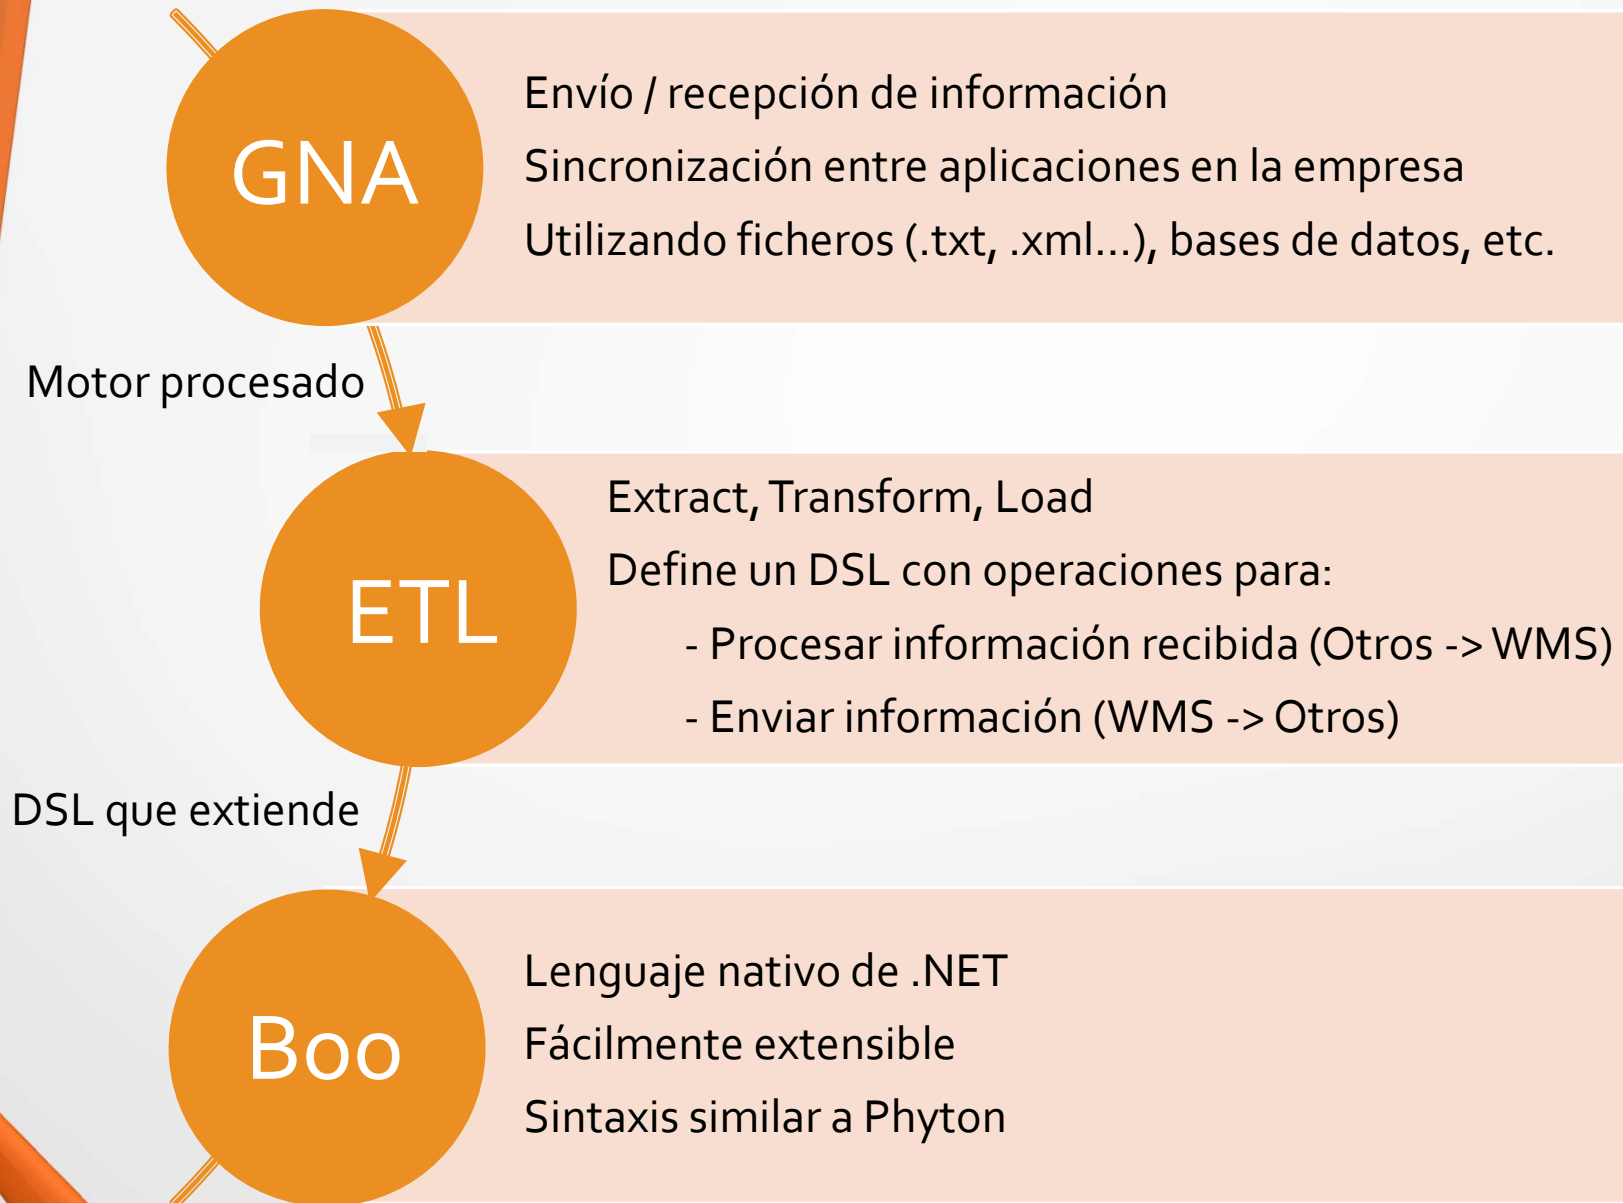 GNA
Envío / recepción de información
Sincronización entre aplicaciones en la empresa
Utilizando ficheros (.txt, .xml...), bases de datos, etc.
Motor procesado
ETL
Extract, Transform, Load
Define un DSL con operaciones para:
- Procesar información recibida (Otros -> WMS)
- Enviar información (WMS -> Otros)
DSL que extiende
Boo
Lenguaje nativo de .NET
Fácilmente extensible
Sintaxis similar a Phyton